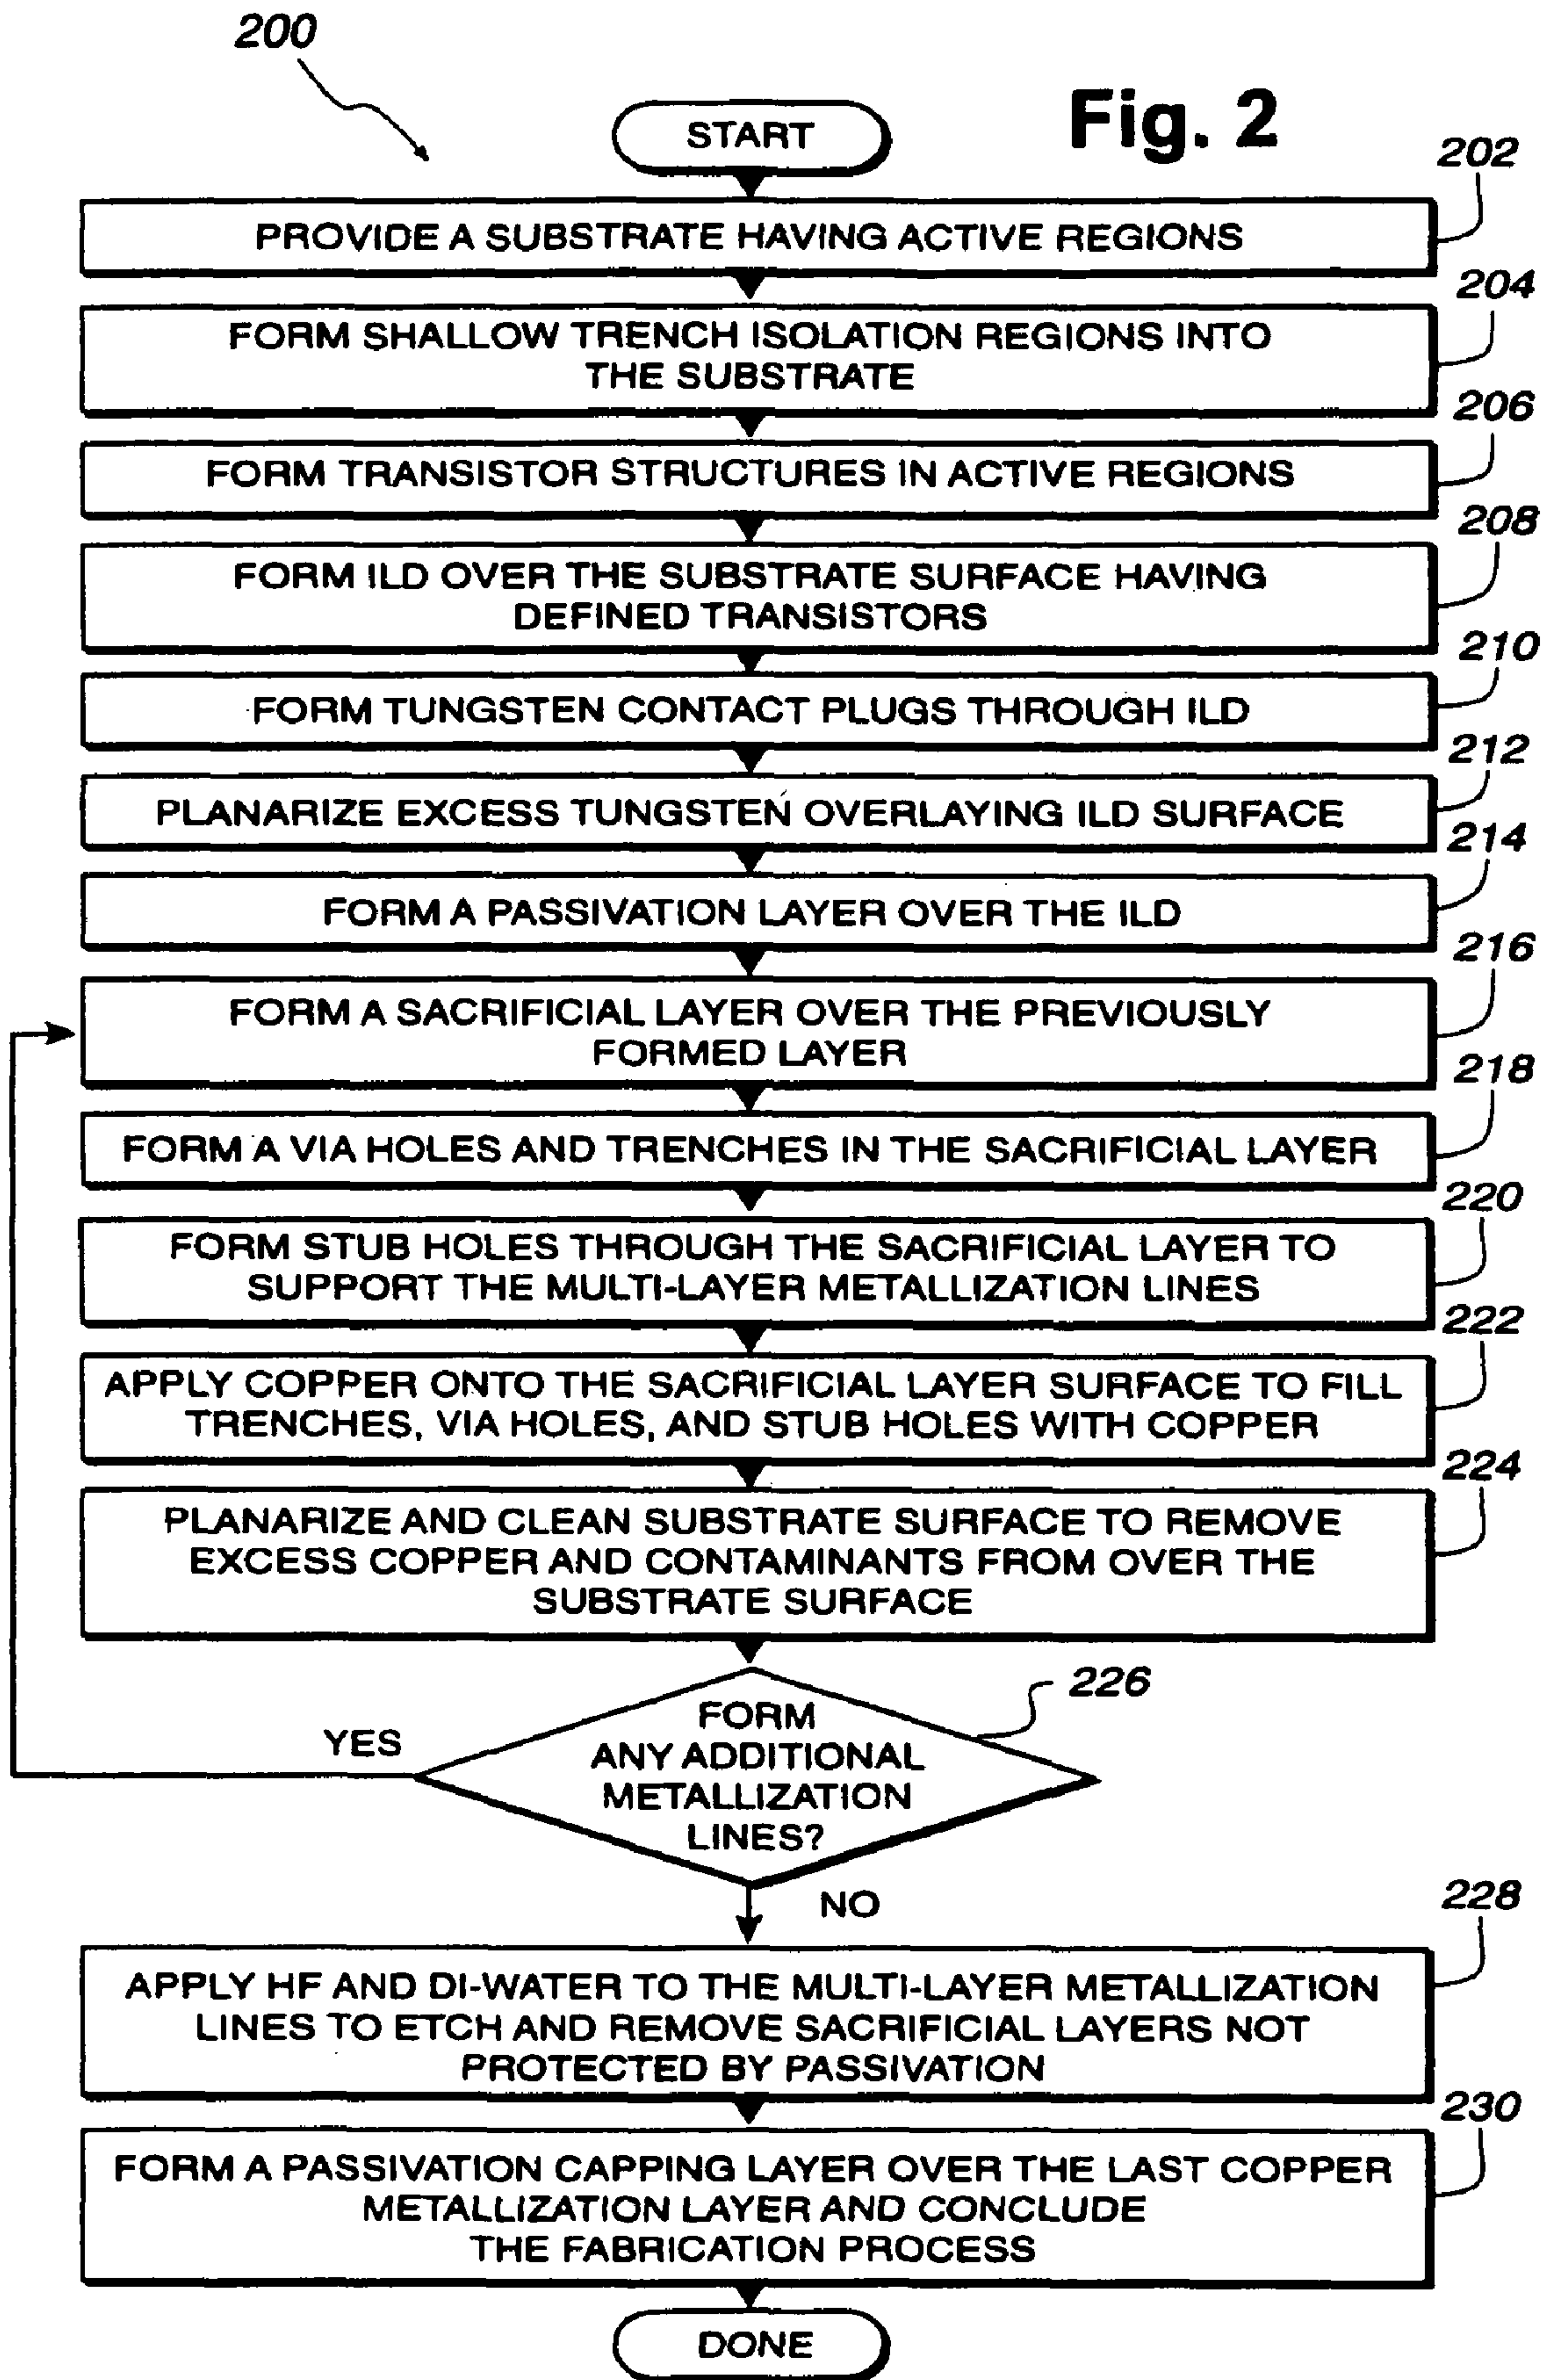 200
Fig. 2
START
202
PROVIDE A SUBSTRATE HAVING ACTIVE REGIONS
204
FORM SHALLOW TRENCH ISOLATION REGIONS INTO
THE SUBSTRATE
206
FORM TRANSISTOR STRUCTURES IN ACTIVE REGIONS
208
FORM ILD OVER THE SUBSTRATE SURFACE HAVING
DEFINED TRANSISTORS
210
FORM TUNGSTEN CONTACT PLUGS THROUGH ILD
212
PLANARIZE EXCESS TUNGSTEN OVERLAYING ILD SURFACE
214
FORM A PASSIVATION LAYER OVER THE ILD
216
FORM A SACRIFICIAL LAYER OVER THE PREVIOUSLY
FORMED LAYER
218
FORM A VIA HOLES AND TRENCHES IN THE SACRIFICIAL LAYER
220
FORM STUB HOLES THROUGH THE SACRIFICIAL LAYER TO
SUPPORT THE MULTI-LAYER METALLIZATION LINES
222
APPLY COPPER ONTO THE SACRIFICIAL LAYER SURFACE TO FILL
TRENCHES, VIA HOLES, AND STUB HOLES WITH COPPER
224
PLANARIZE AND CLEAN SUBSTRATE SURFACE TO REMOVE
EXCESS COPPER AND CONTAMINANTS FROM OVER THE
SUBSTRATE SURFACE
226
YES
FORM
ANY ADDITIONAL
METALLIZATION
LINES?
NO
228
APPLY HF AND DI-WATER TO THE MULTI-LAYER METALLIZATION
LINES TO ETCH AND REMOVE SACRIFICIAL LAYERS NOT
PROTECTED BY PASSIVATION
230
FORM A PASSIVATION CAPPING LAYER OVER THE LAST COPPER
METALLIZATION LAYER AND CONCLUDE
THE FABRICATION PROCESS
DONE